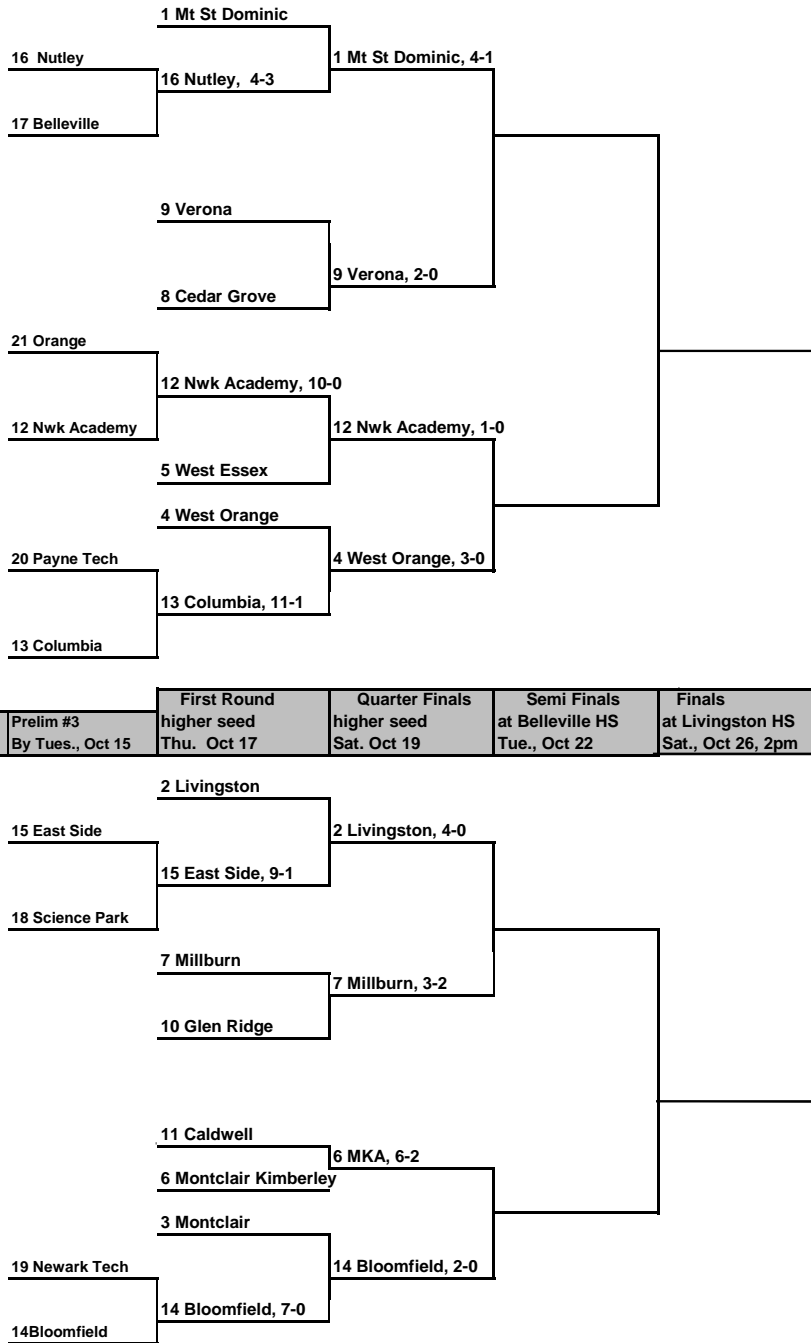 1 Mt St Dominic
16 Nutley
1 Mt St Dominic, 4-1
16 Nutley, 4-3
17 Belleville
9 Verona
9 Verona, 2-0
8 Cedar Grove
21 Orange
12 Nwk Academy, 10-0
12 Nwk Academy
12 Nwk Academy, 1-0
5 West Essex
4 West Orange
20 Payne Tech
4 West Orange, 3-0
13 Columbia, 11-1
13 Columbia
First Round
Quarter Finals
Semi Finals
Finals
Prelim #3
higher seed
higher seed
at Belleville HS
at Livingston HS
By Tues., Oct 15
Thu. Oct 17
Sat. Oct 19
Tue., Oct 22
Sat., Oct 26, 2pm
2 Livingston
15 East Side
2 Livingston, 4-0
15 East Side, 9-1
18 Science Park
7 Millburn
7 Millburn, 3-2
10 Glen Ridge
11 Caldwell
6 MKA, 6-2
6 Montclair Kimberley
3 Montclair
19 Newark Tech
14 Bloomfield, 2-0
14 Bloomfield, 7-0
14Bloomfield